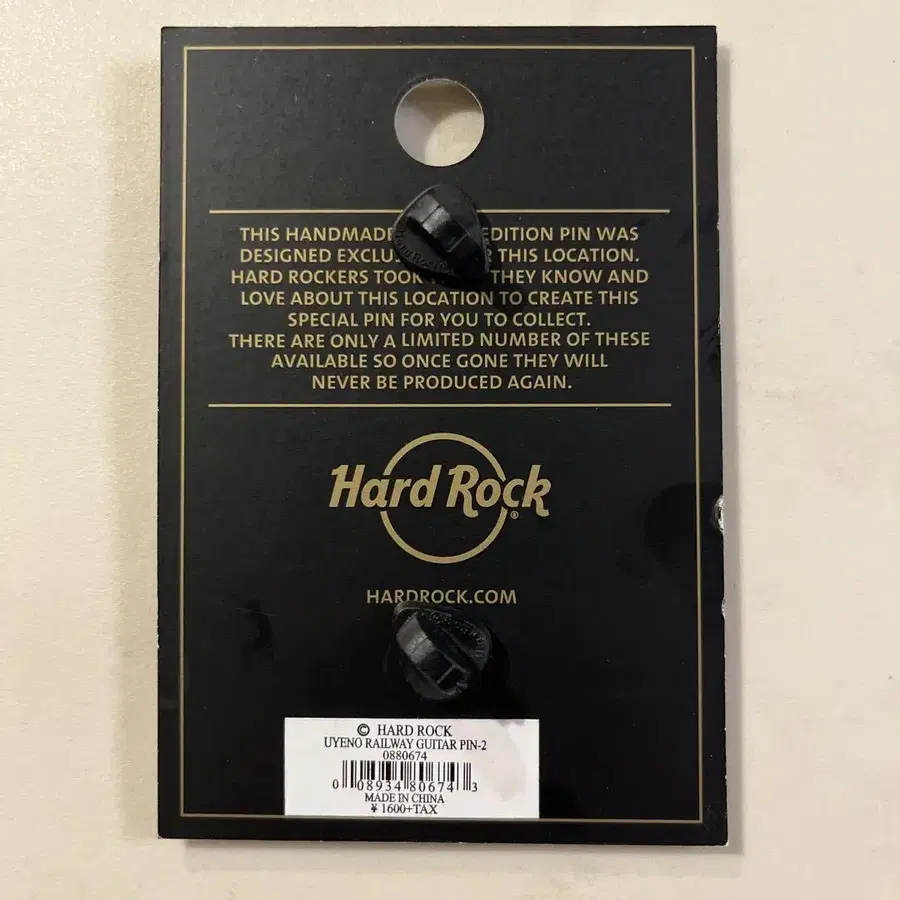 THIS HANDMADE EDITION PIN WAS
DESIGNED THIS LOCATION.
HARD ROCKERS TOOK THEY KNOW AND
LOVE ABOUT THIS LOCATION TO CREATE THIS
SPECIAL PIN FOR YOU TO COLLECT.
THERE ARE ONLY A LIMITED NUMBER OF THESE
AVAILABLE SO ONCE GONE THEY WILL
NEVER BE PRODUCED AGAIN.
Hard Rock®
HARDROCK.COM
© HARD ROCK
UYENO RAILWAY GUITAR PIN-2
0880674
0 08934 80674 3
MADE IN CHINA
¥ 1600+TAX